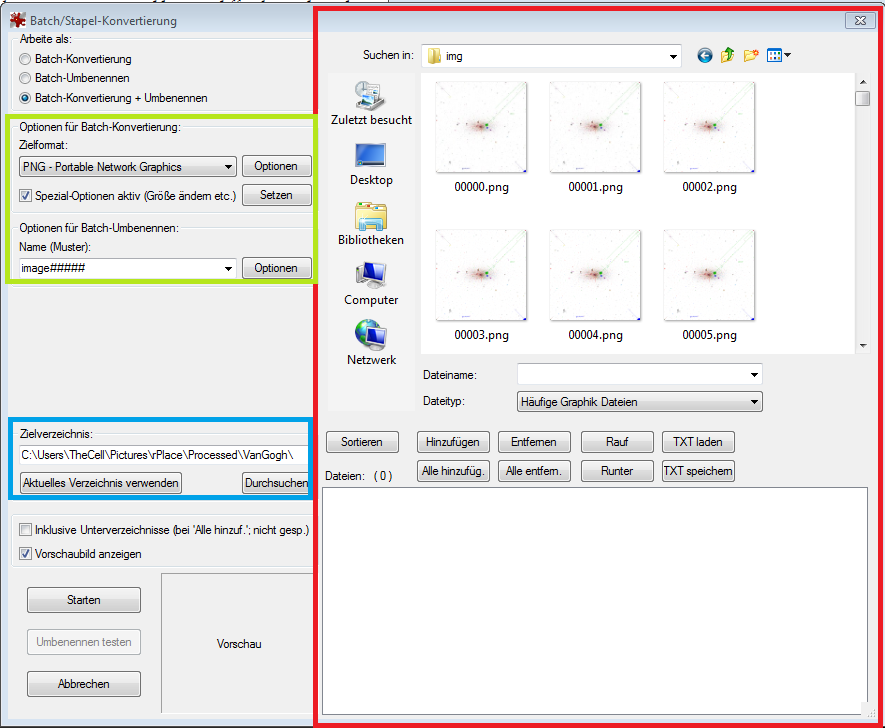 Batch/Stapel-Konvertierung
Arbeite als:
Batch-Konvertierung
Batch-Umbenennen
Batch-Konvertierung + Umbenennen
Optionen für Batch-Konvertierung:
Zielformat:
PNG - Portable Network Graphics
Optionen
Spezial-Optionen aktiv (Größe ändern etc.)
Setzen
Optionen für Batch-Umbenennen:
Name (Muster):
image#####
Optionen
Zielverzeichnis:
C:\Users\TheCell\Pictures\rPlace\Processed\VanGogh\
Aktuelles Verzeichnis verwenden
Durchsuchen
Inklusive Unterverzeichnisse (bei 'Alle hinzuf.'; nicht gesp.)
Vorschaubild anzeigen
Starten
Umbenennen testen
Abbrechen
Vorschau
Suchen in:
img
Zuletzt besucht
Desktop
Bibliotheken
Computer
Netzwerk
00000.png
00001.png
00002.png
00003.png
00004.png
00005.png
Dateiname:
Dateityp:
Häufige Graphik Dateien
Sortieren
Hinzufügen
Entfernen
Rauf
TXT laden
Dateien: ( 0 )
Alle hinzufüg.
Alle entfern.
Runter
TXT speichern